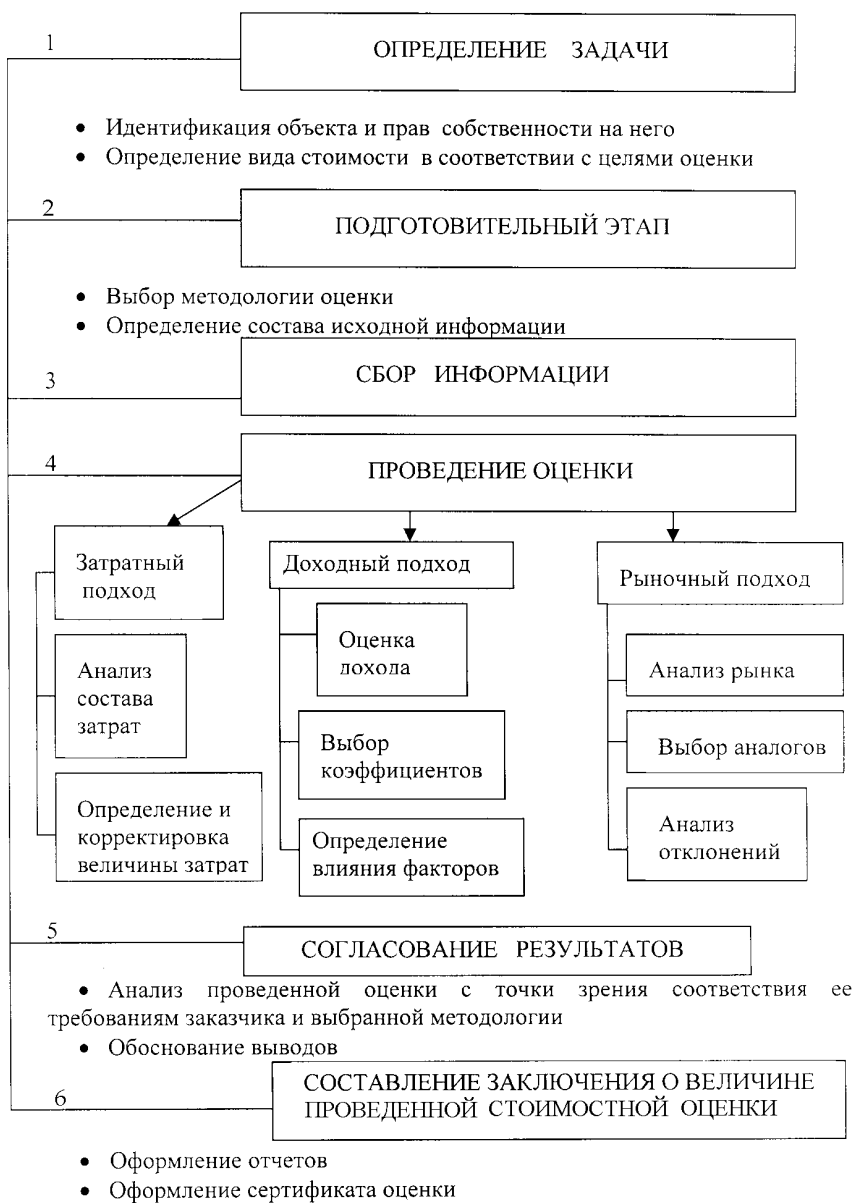 1
ОПРЕДЕЛЕНИЕ ЗАДАЧИ
• Идентификация объекта и прав собственности на него
• Определение вида стоимости в соответствии с целями оценки
2
ПОДГОТОВИТЕЛЬНЫЙ ЭТАП
• Выбор методологии оценки
• Определение состава исходной информации
3
СБОР ИНФОРМАЦИИ
4
ПРОВЕДЕНИЕ ОЦЕНКИ
Затратный
подход
Анализ
состава
затрат
Определение и
корректировка
величины затрат
Доходный подход
Оценка
дохода
Выбор
коэффициентов
Определение
влияния факторов
Рыночный подход
Анализ рынка
Выбор аналогов
Анализ
отклонений
5
СОГЛАСОВАНИЕ РЕЗУЛЬТАТОВ
• Анализ проведенной оценки с точки зрения соответствия ее
требованиям заказчика и выбранной методологии
• Обоснование выводов
6
СОСТАВЛЕНИЕ ЗАКЛЮЧЕНИЯ О ВЕЛИЧИНЕ
ПРОВЕДЕННОЙ СТОИМОСТНОЙ ОЦЕНКИ
• Оформление отчетов
• Оформление сертификата оценки